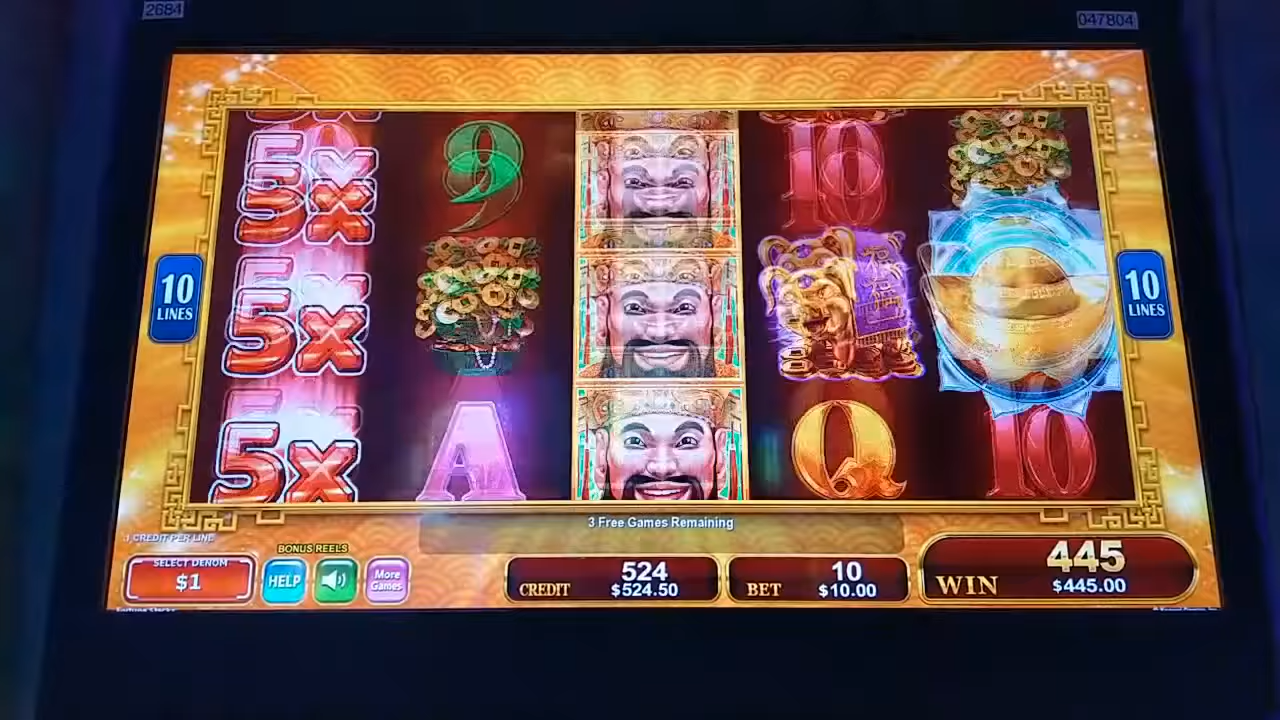 2684
047804
5x
9
10
5x
10
LINES
10
LINES
5x
A
Q
10
3 Free Games Remaining
1 CREDIT PER LINE
BONUS REELS
SELECT DENOM
$1
HELP
More
Games
CREDIT
524
$524.50
BET
10
$10.00
WIN
445
$445.00